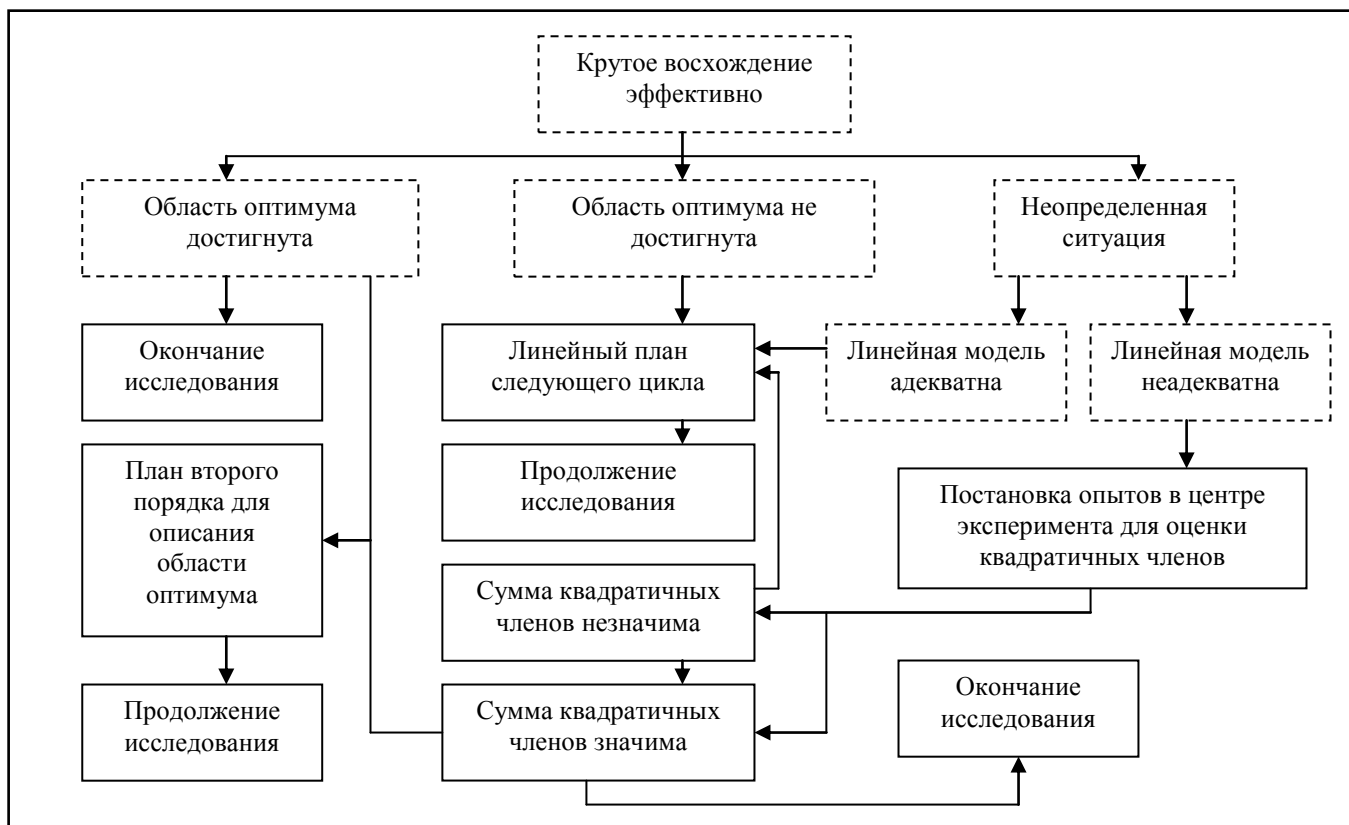 Крутое восхождение
эффективно
Область оптимума
достигнута
Область оптимума не
достигнута
Неопределенная
ситуация
Окончание
исследования
Линейный план
следующего цикла
Линейная модель
адекватна
Линейная модель
неадекватна
План второго
порядка для
описания
области
оптимума
Продолжение
исследования
Постановка опытов в центре
эксперимента для оценки
квадратичных членов
Сумма квадратичных
членов незначима
Продолжение
исследования
Сумма квадратичных
членов значима
Окончание
исследования